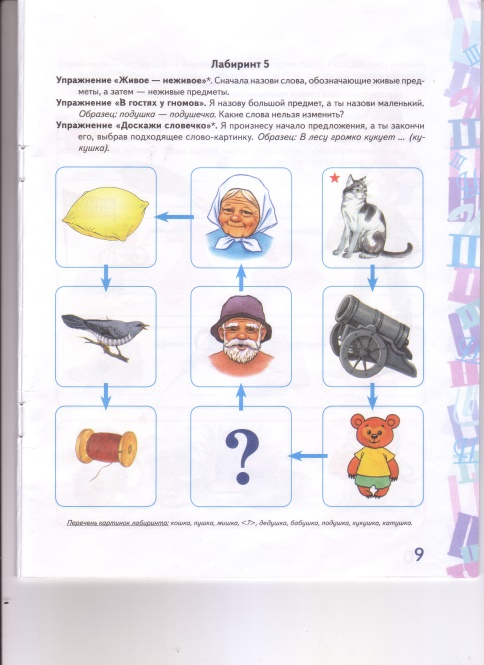 Лабиринт 5
Упражнение «Живое — неживое»*. Сначала назови слова, обозначающие живые пред-
меты, а затем — неживые предметы.
Упражнение «В гостях у гномов». Я назову большой предмет, а ты назови маленький.
Образец: подушка — подушечка. Какие слова нельзя изменить?
Упражнение «Доскажи словечко»*. Я произнесу начало предложения, а ты закончи
его, выбрав подходящее слово-картинку. Образец: В лесу громко кукует ... (ку-
кушка).
?
Перечень картинок лабиринта: кошка, пушка, мишка, <?>, дедушка, бабушка, подушка, кукушка, катушка.
9